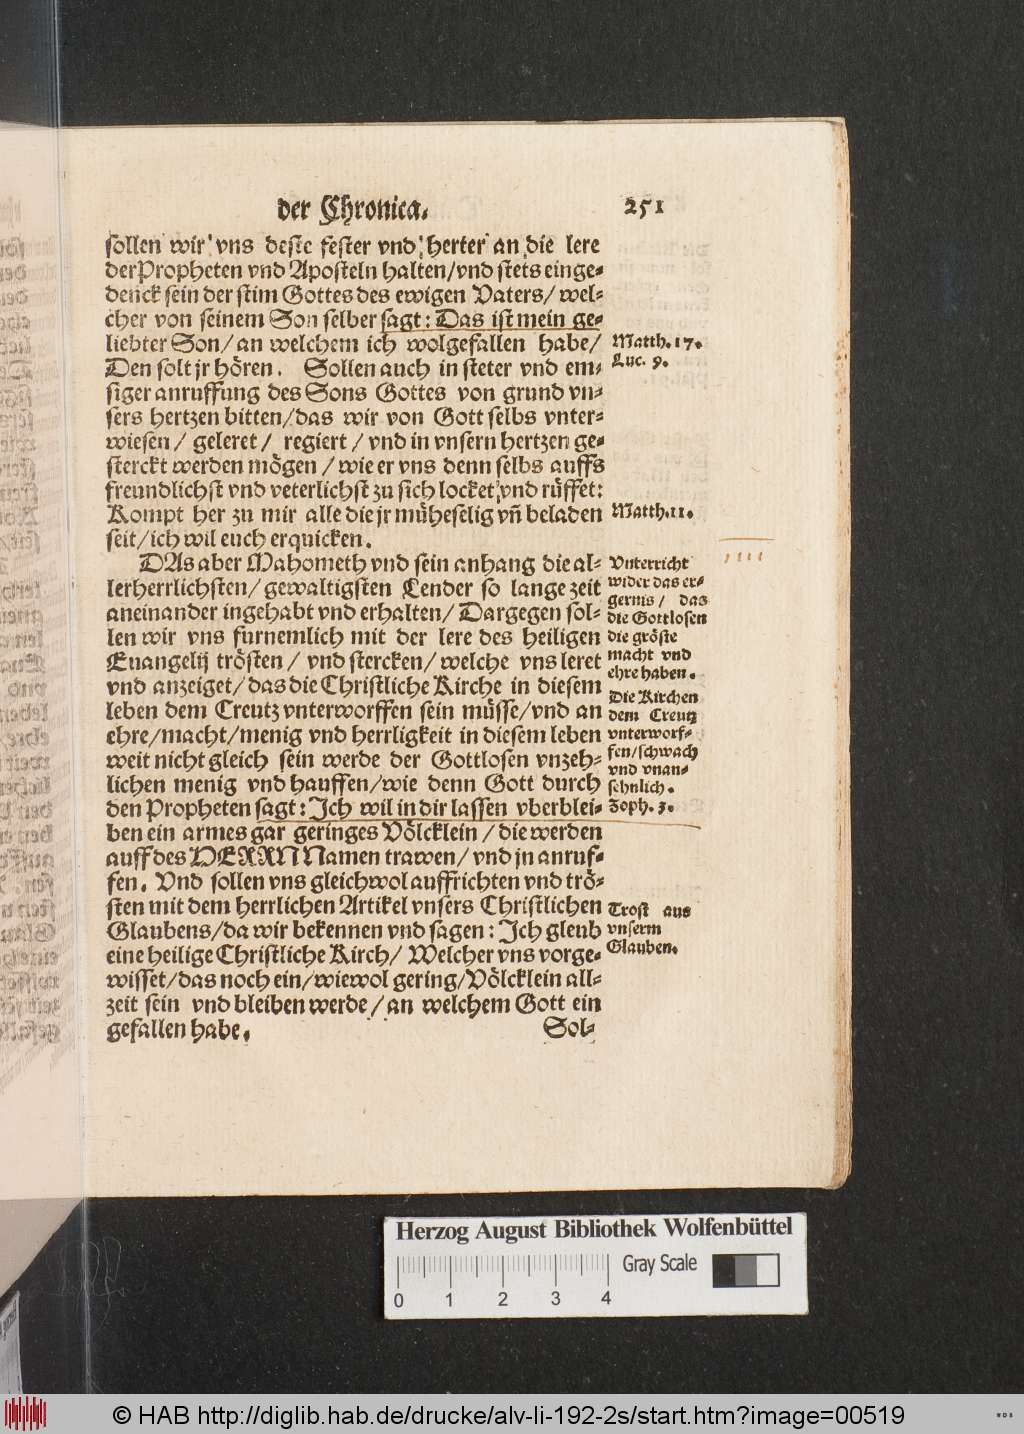 der Chronica. 251
sollen wir vns deste fester vnd herter an die lere
der Propheten vnd Aposteln halten/vnd stets einge-
denck sein der stim Gottes des ewigen Vaters/ wel-
cher von seinem Son selber sagt: Das ist mein ge-
liebter Son/ an welchem ich wolgefallen habe/
Den solt jr hören. Sollen auch in steter vnd em-
siger anruffung des Sons Gottes von grund vn-
sers hertzen bitten/das wir von Gott selbs vnter-
wiesen/ geleret/ regiert/ vnd in vnsern hertzen ge-
sterckt werden mögen/ wie er vns denn selbs auffs
freundlichst vnd veterlichst zu sich locket vnd rüffet:
Kompt her zu mir alle die jr müheselig vñ beladen
seit/ich wil euch erquicken.
DAs aber Mahometh vnd sein anhang die al-
lerherrlichsten/ gewaltigsten Lender so lange zeit
aneinander ingehabt vnd erhalten/ Dargegen sol-
len wir vns furnemlich mit der lere des heiligen
Euangelij trösten/ vnd stercken/welche vns leret
vnd anzeiget/das die Christliche Kirche in diesem
leben dem Creutz vnterworffen sein müsse/vnd an
ehre/macht/menig vnd herrligkeit in diesem leben
weit nicht gleich sein werde der Gottlosen vnzeh-
lichen menig vnd hauffen/wie denn Gott durch
den Propheten sagt: Ich wil in dir lassen vberblei-
ben ein armes gar geringes Völcklein/ die werden
auff des HERRN Namen trawen/ vnd jn anruf-
fen. Vnd sollen vns gleichwol auffrichten vnd trö-
sten mit dem herrlichen Artikel vnsers Christlichen
Glaubens/da wir bekennen vnd sagen: Ich gleub
eine heilige Christliche Kirch/ Welcher vns vorge-
wisset/das noch ein/wiewol gering/Völcklein all-
zeit sein vnd bleiben werde/ an welchem Gott ein
gefallen habe.
Sol-
Matth. 17.
Luc. 9.
Matth. 11.
Vnterricht
wider das er-
gernis/ das
die Gottlosen
die gröste
macht vnd
ehre haben.
Die Kirchen
dem Creutz
vnterworf-
fen/schwach
vnd vnan-
sehnlich.
Zoph. 3.
Trost aus
vnserm
Glauben.
Herzog August Bibliothek Wolfenbüttel
Gray Scale
0 1 2 3 4
© HAB http://diglib.hab.de/drucke/alv-li-192-2s/start.htm?image=00519